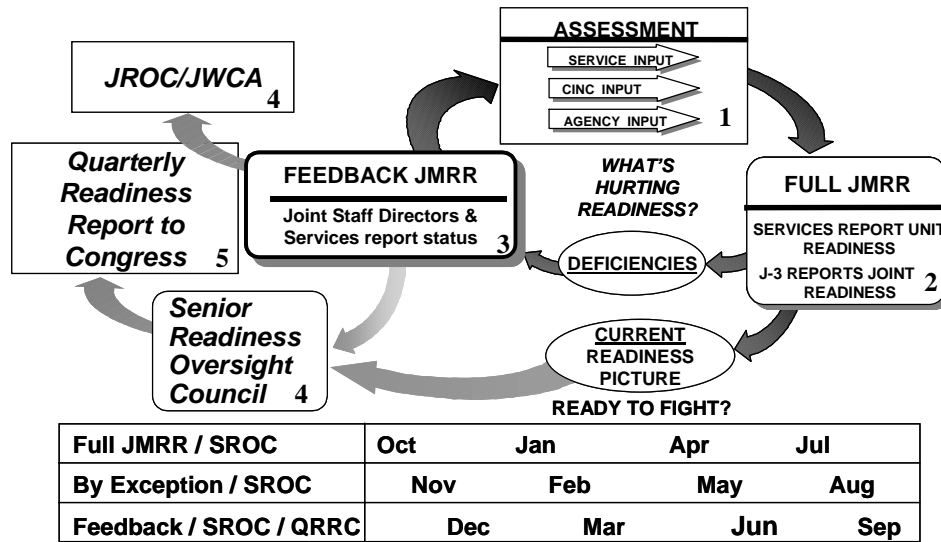 ASSESSMENT
SERVICE INPUT
CINC INPUT
AGENCY INPUT
1
JROC/JWCA
4
Quarterly
Readiness
Report to
Congress
5
FEEDBACK JMRR
Joint Staff Directors &
Services report status
3
WHAT'S
HURTING
READINESS?
FULL JMRR
SERVICES REPORT UNIT
READINESS
J-3 REPORTS JOINT
READINESS
2
DEFICIENCIES
Senior
Readiness
Oversight
Council
4
CURRENT
READINESS
PICTURE
READY TO FIGHT?
Full JMRR / SROC Oct Jan Apr Jul
By Exception / SROC Nov Feb May Aug
Feedback / SROC / QRRC Dec Mar Jun Sep